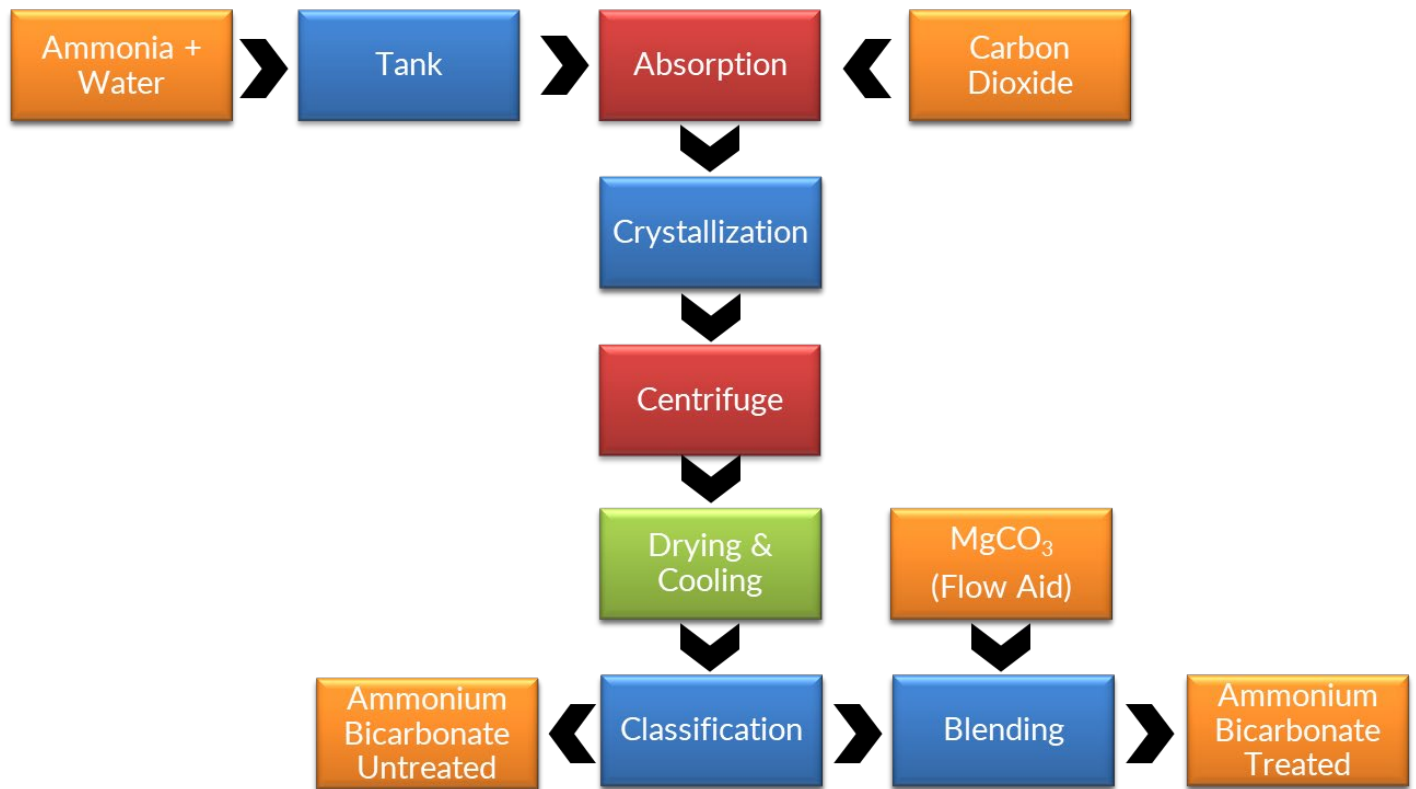 Ammonia +
Water
Tank
Absorption
Carbon
Dioxide
Crystallization
Centrifuge
Drying &
Cooling
MgCO₃
(Flow Aid)
Ammonium
Bicarbonate
Untreated
Classification
Blending
Ammonium
Bicarbonate
Treated